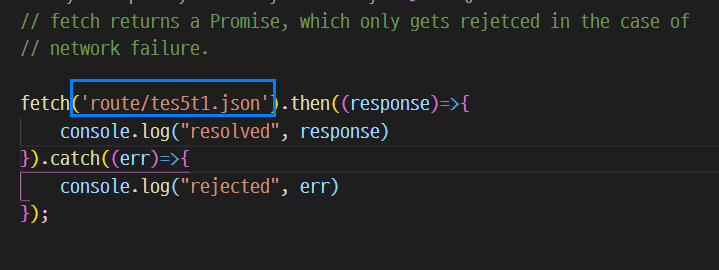 // fetch returns a Promise, which only gets rejetced in the case of
// network failure.
fetch('route/tes5t1.json').then((response)=>{
console.log("resolved", response)
}).catch((err)=>{
console.log("rejected", err)
});